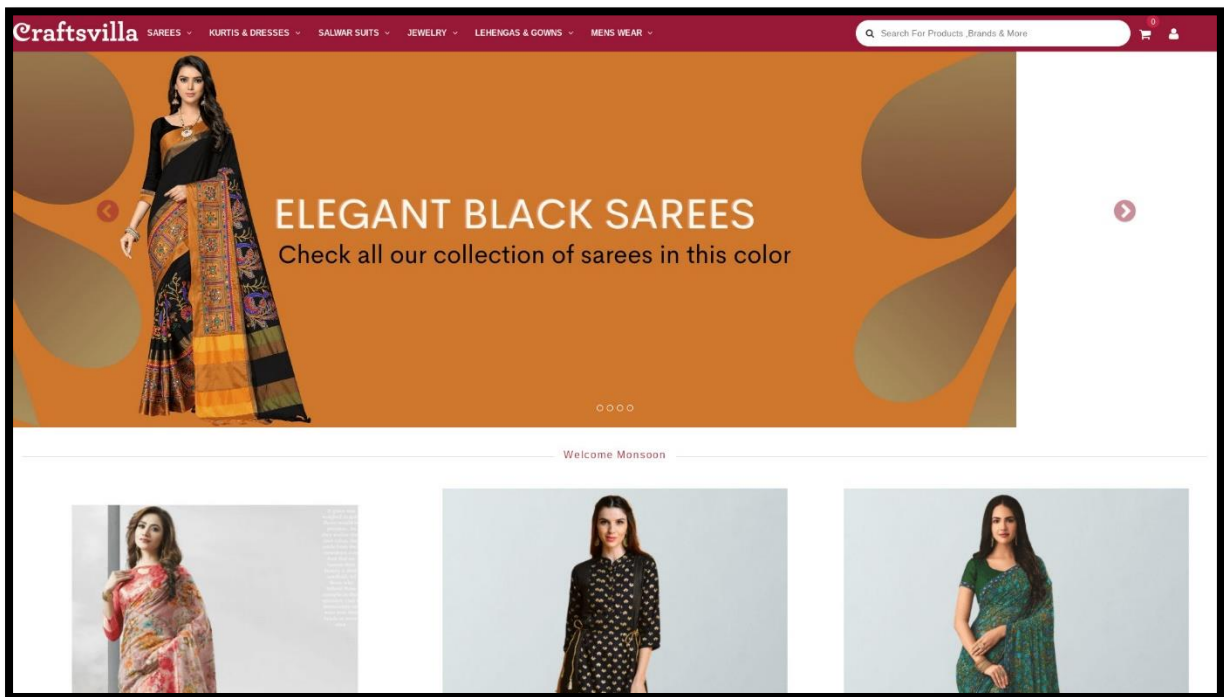 Craftsvilla
SAREES
KURTIS & DRESSES
SALWAR SUITS
JEWELRY
LEHENGAS & GOWNS
MENS WEAR
Search For Products ,Brands & More
0
ELEGANT BLACK SAREES
Check all our collection of sarees in this color
Welcome Monsoon